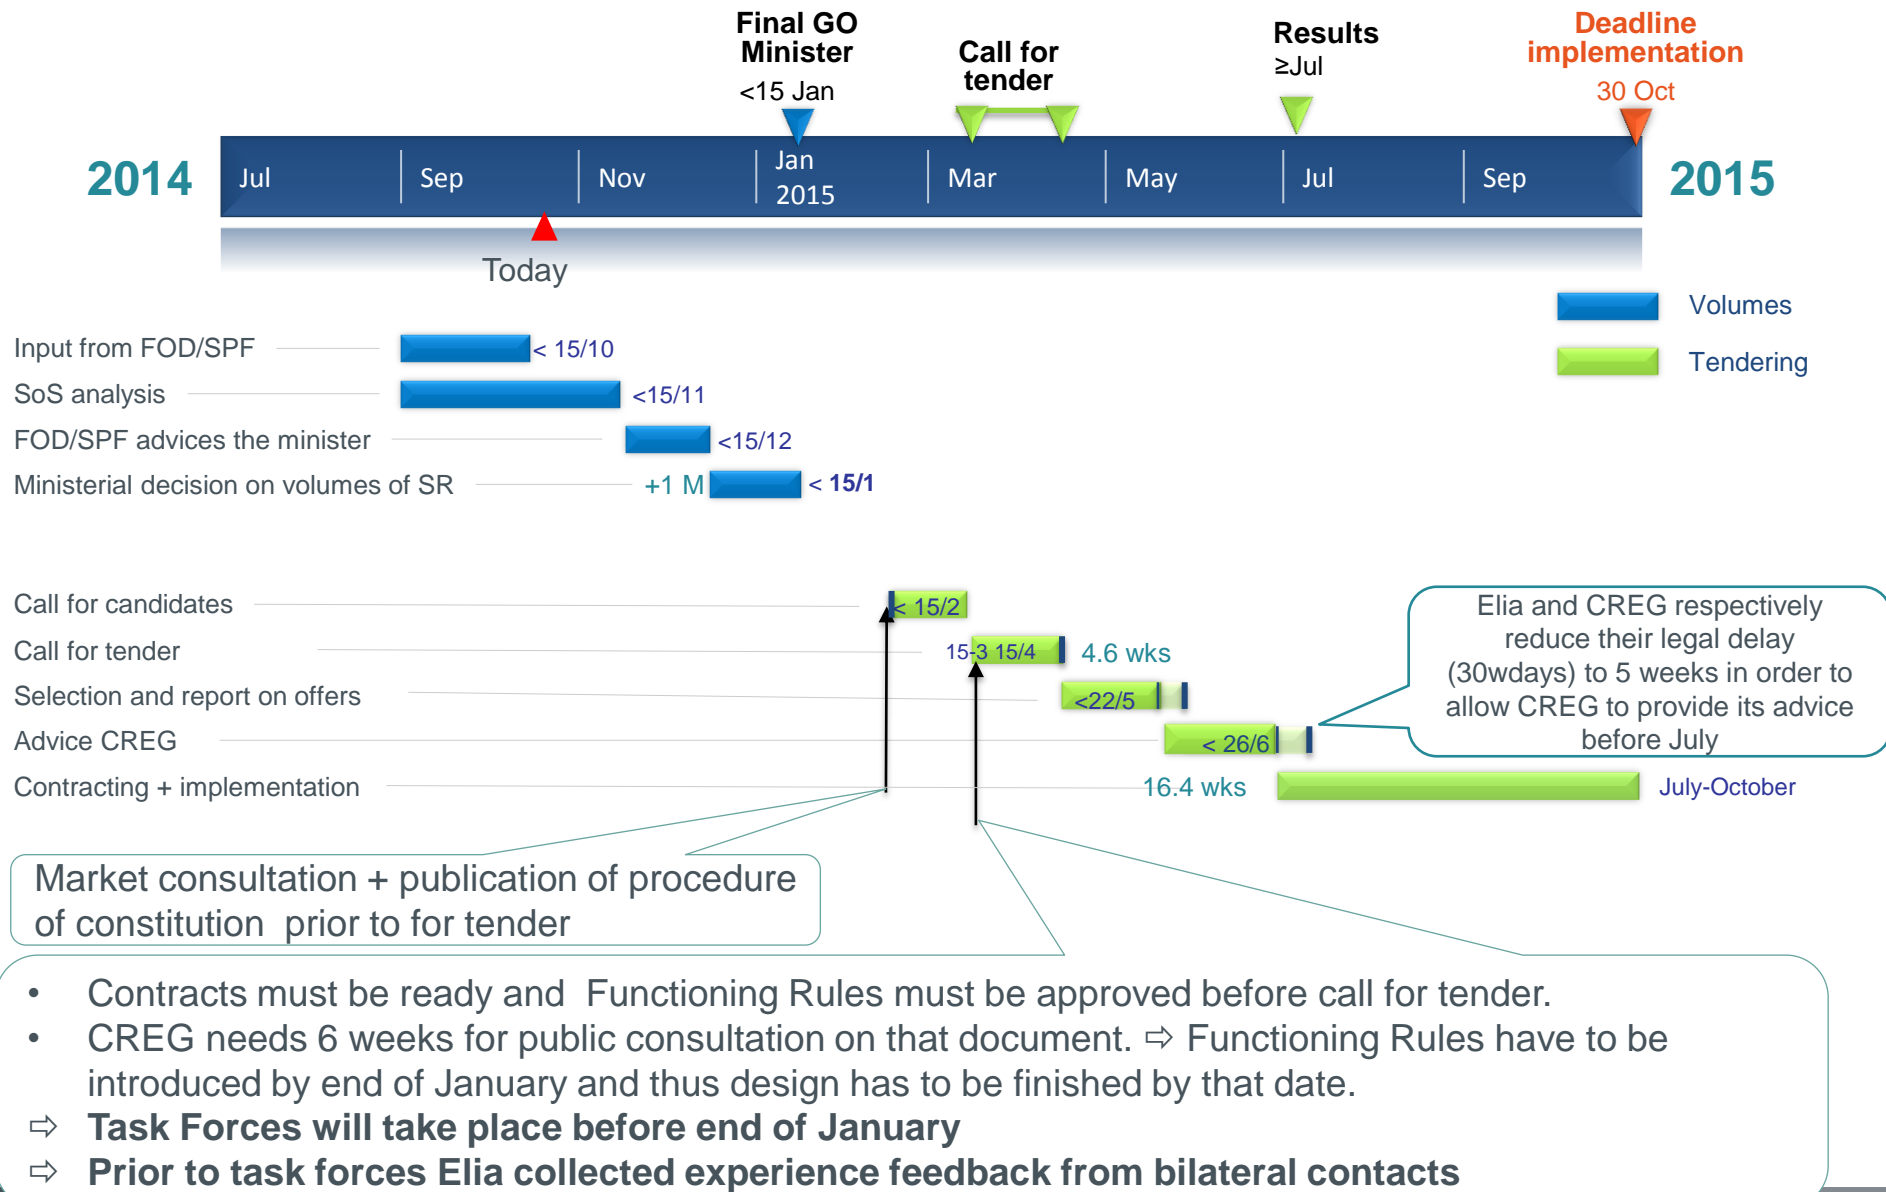 Final GO
Minister
<15 Jan
Call for
tender
Results
≥Jul
Deadline
implementation
30 Oct
2014
Jul
Sep
Nov
Jan
2015
Mar
May
Jul
Sep
2015
Today
Volumes
Tendering
Input from FOD/SPF
< 15/10
SoS analysis
<15/11
FOD/SPF advices the minister
<15/12
Ministerial decision on volumes of SR
+1 M
< 15/1
Call for candidates
< 15/2
Call for tender
15-3 15/4
4.6 wks
Selection and report on offers
<22/5
Advice CREG
< 26/6
Contracting + implementation
16.4 wks
July-October
Elia and CREG respectively
reduce their legal delay
(30wdays) to 5 weeks in order to
allow CREG to provide its advice
before July
Market consultation + publication of procedure
of constitution prior to for tender
• Contracts must be ready and Functioning Rules must be approved before call for tender.
• CREG needs 6 weeks for public consultation on that document. ⇨ Functioning Rules have to be
introduced by end of January and thus design has to be finished by that date.
⇨ Task Forces will take place before end of January
⇨ Prior to task forces Elia collected experience feedback from bilateral contacts